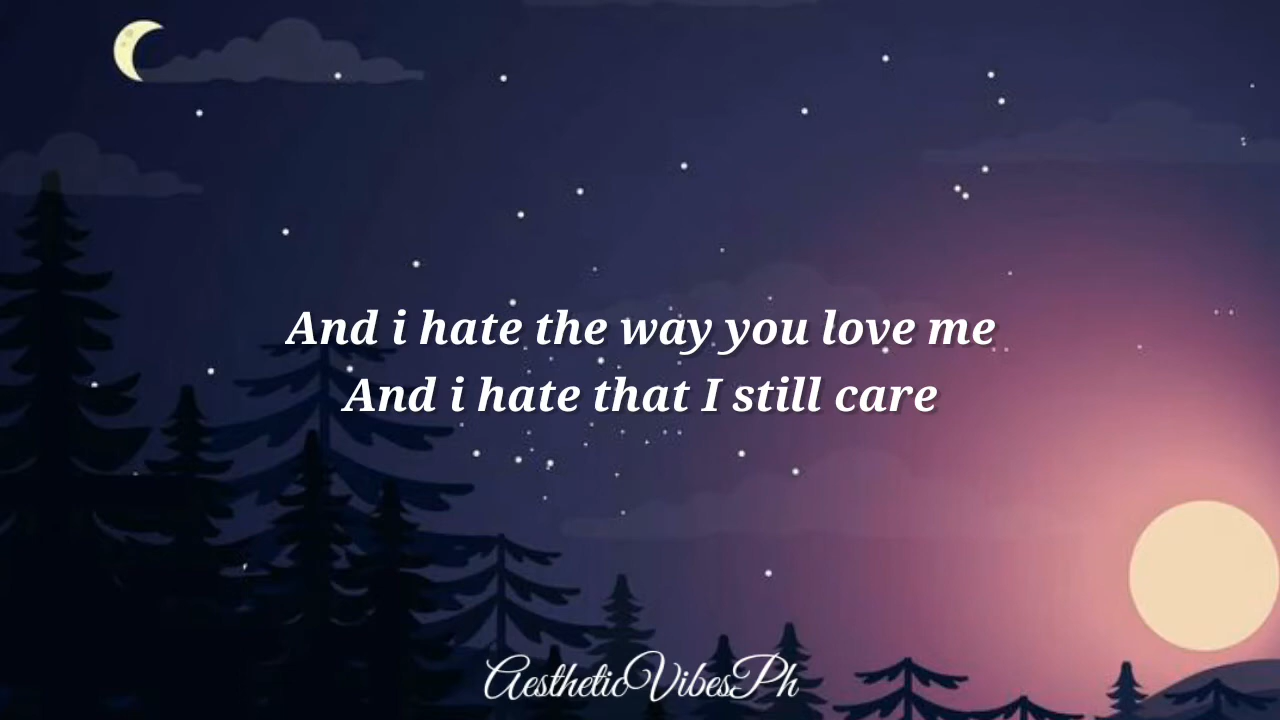 And i hate the way you love me
And i hate that I still care
AestheticVibesPh